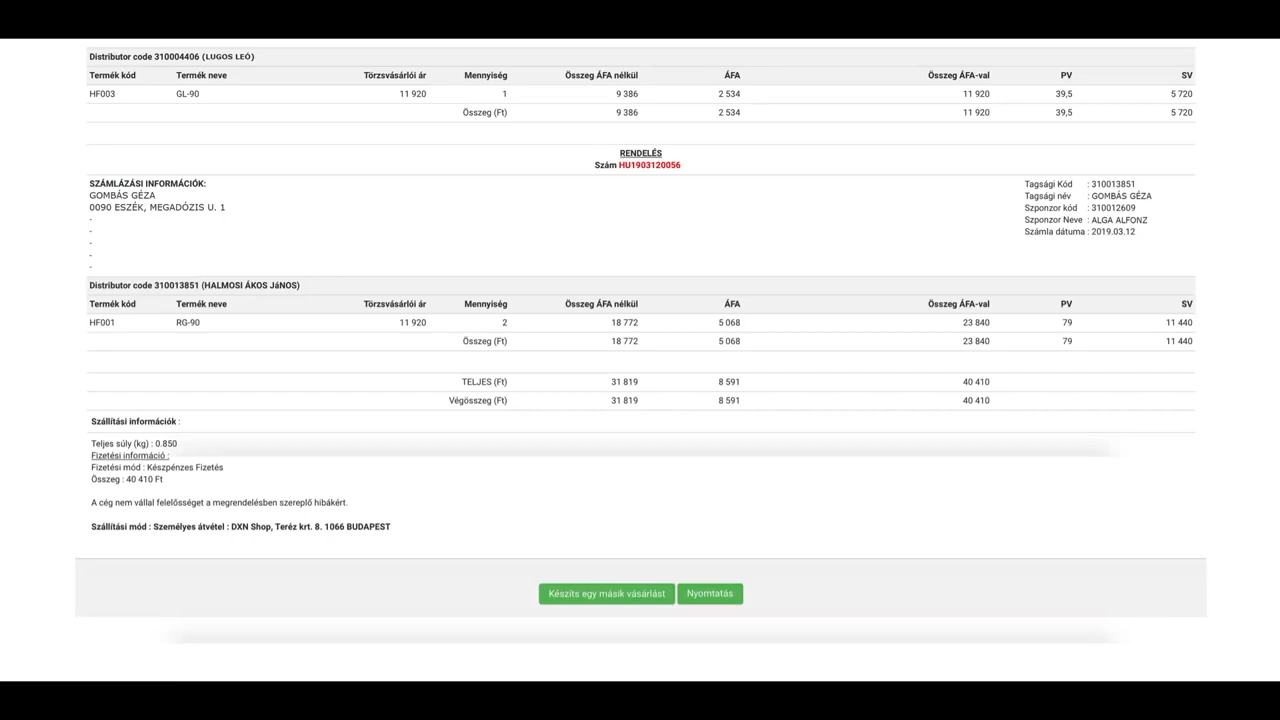 Distributor code 310004406 (LUGOS LEÓ)
Termék kód Termék neve Törzsvásárlói ár Mennyiség Összeg ÁFA nélkül ÁFA Összeg ÁFA-val PV SV
HF003 GL-90 11 920 1 9 386 2 534 11 920 39,5 5 720
Összeg (Ft) 9 386 2 534 11 920 39,5 5 720
RENDELÉS
Szám HU1903120056
SZÁMLÁZÁSI INFORMÁCIÓK:
GOMBÁS GÉZA
0090 ESZÉK, MEGADÓZIS U. 1
-
-
-
-
-
Tagsági Kód : 310013851
Tagsági név : GOMBÁS GÉZA
Szponzor kód : 310012609
Szponzor Neve : ALGA ALFONZ
Számla dátuma : 2019.03.12
Distributor code 310013851 (HALMOSI ÁKOS JáNOS)
Termék kód Termék neve Törzsvásárlói ár Mennyiség Összeg ÁFA nélkül ÁFA Összeg ÁFA-val PV SV
HF001 RG-90 11 920 2 18 772 5 068 23 840 79 11 440
Összeg (Ft) 18 772 5 068 23 840 79 11 440
TELJES (Ft) 31 819 8 591 40 410
Végösszeg (Ft) 31 819 8 591 40 410
Szállítási információk :
Teljes súly (kg) : 0.850
Fizetési információ :
Fizetési mód : Készpénzes Fizetés
Összeg : 40 410 Ft
A cég nem vállal felelősséget a megrendelésben szereplő hibákért.
Szállítási mód : Személyes átvétel : DXN Shop, Teréz krt. 8. 1066 BUDAPEST
Készíts egy másik vásárlást Nyomtatás